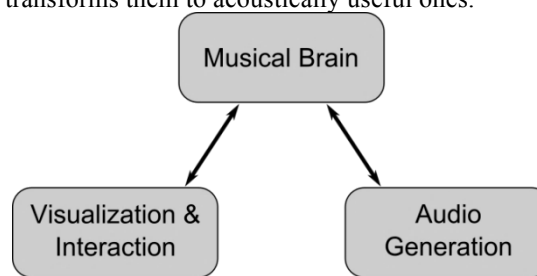 transforms them to acoustically useful ones.
Musical Brain
Visualization &
Interaction
Audio
Generation